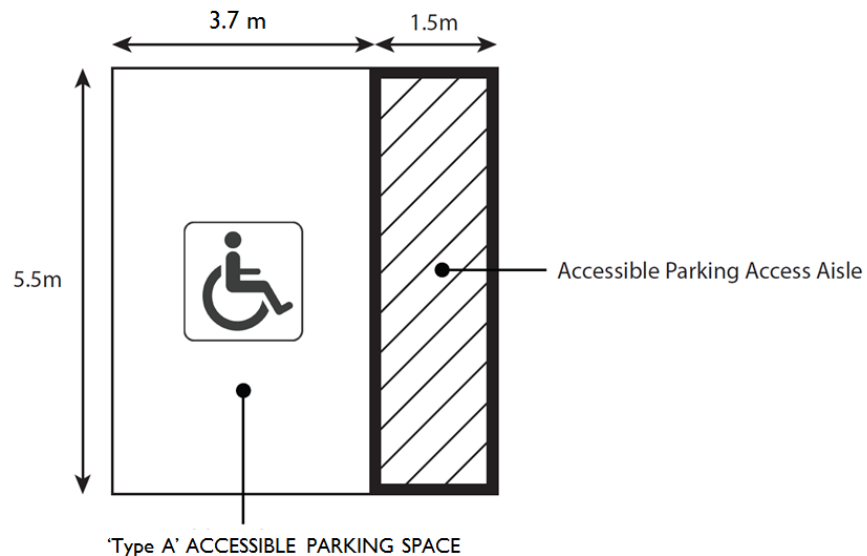 3.7 m
1.5m
5.5m
Accessible Parking Access Aisle
'Type A' ACCESSIBLE PARKING SPACE